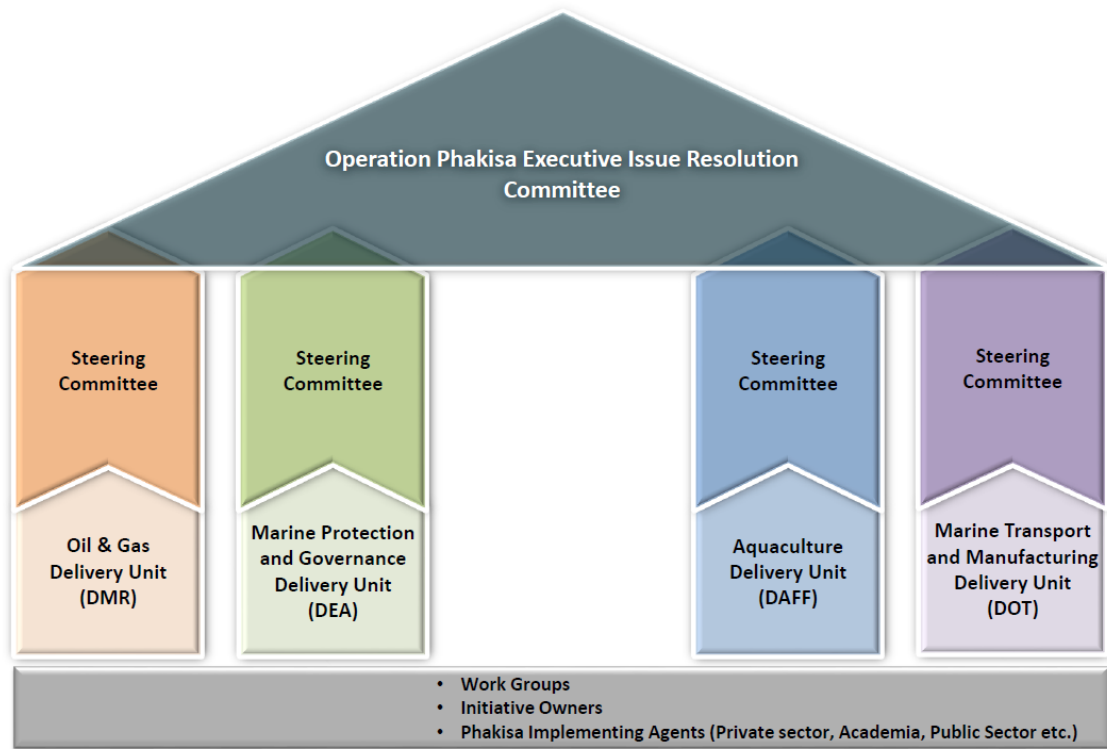 Operation Phakisa Executive Issue Resolution
Committee
Steering
Committee
Steering
Committee
Steering
Committee
Steering
Committee
Oil & Gas
Delivery Unit
(DMR)
Marine Protection
and Governance
Delivery Unit
(DEA)
Aquaculture
Delivery Unit
(DAFF)
Marine Transport
and Manufacturing
Delivery Unit
(DOT)
• Work Groups
• Initiative Owners
• Phakisa Implementing Agents (Private sector, Academia, Public Sector etc.)